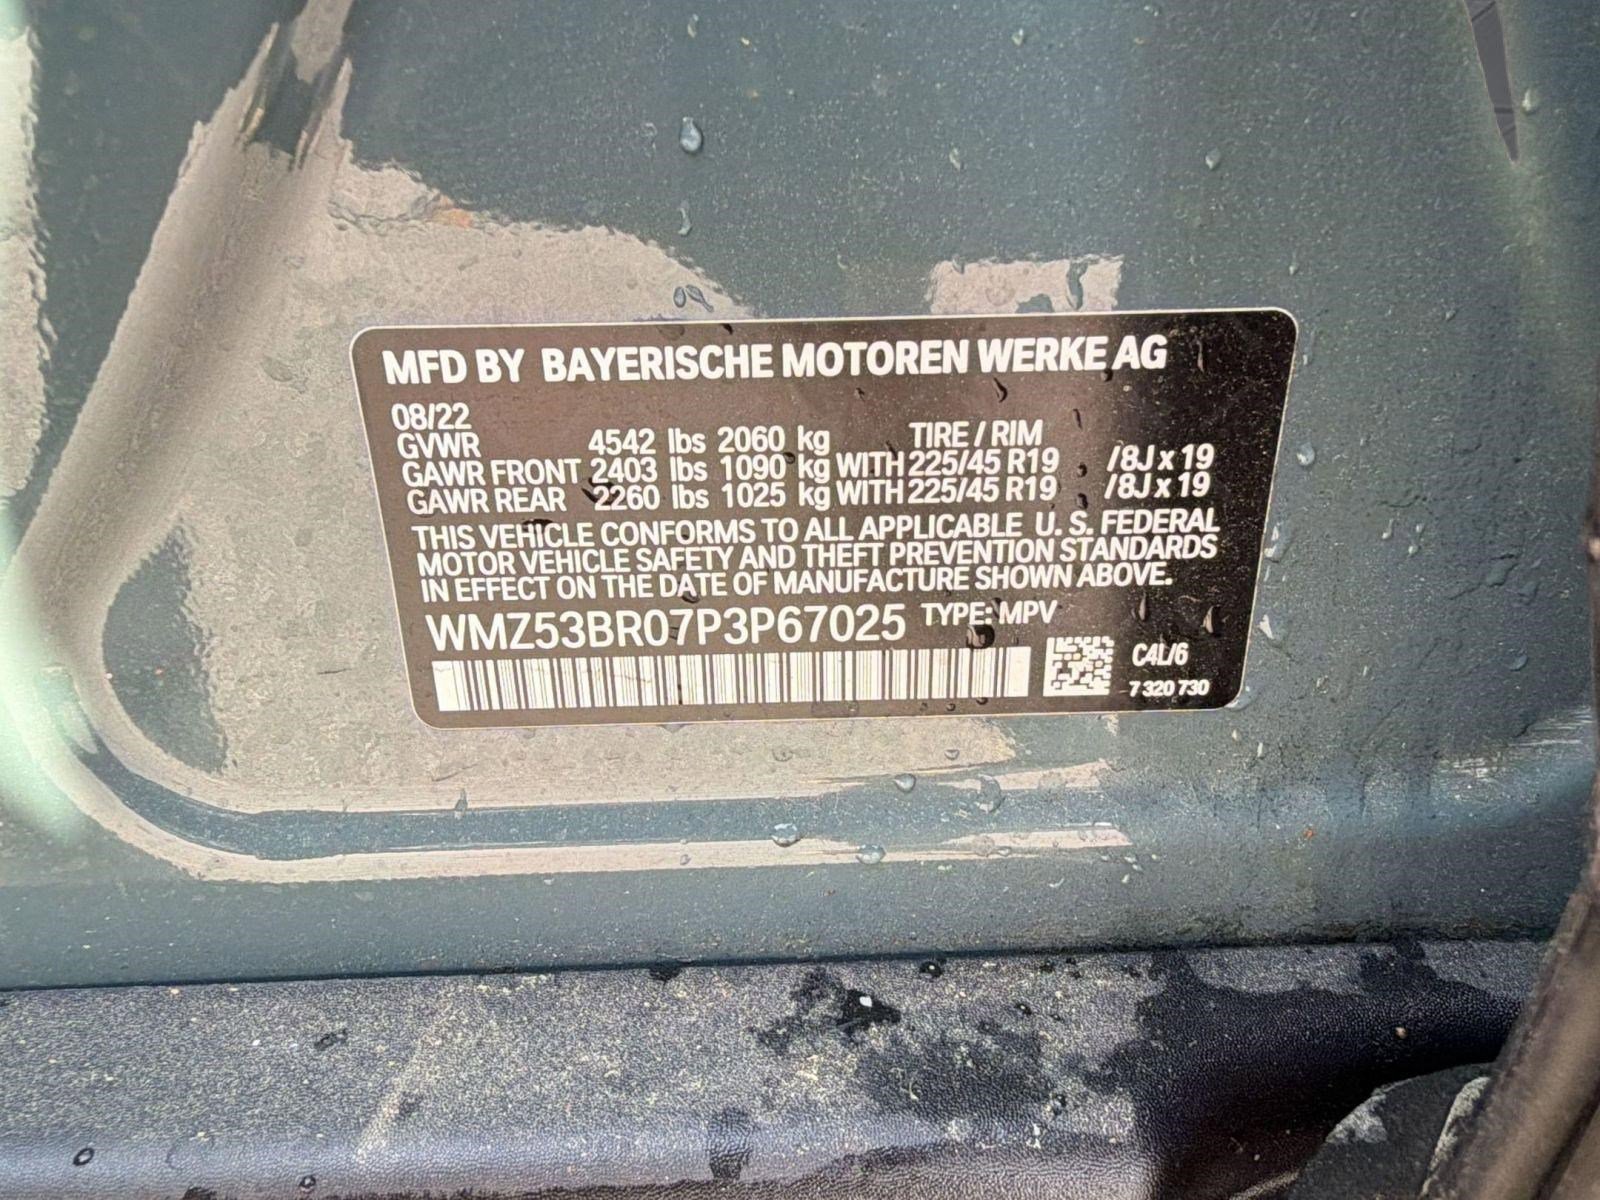 MFD BY BAYERISCHE MOTOREN WERKE AG
08/22
GVWR 4542 lbs 2060 kg TIRE / RIM
GAWR FRONT 2403 lbs 1090 kg WITH 225/45 R19 /8J x 19
GAWR REAR 2260 lbs 1025 kg WITH 225/45 R19 /8J x 19
THIS VEHICLE CONFORMS TO ALL APPLICABLE U. S. FEDERAL
MOTOR VEHICLE SAFETY AND THEFT PREVENTION STANDARDS
IN EFFECT ON THE DATE OF MANUFACTURE SHOWN ABOVE.
WMZ53BR07P3P67025 TYPE: MPV
C4L/6
7 320 730